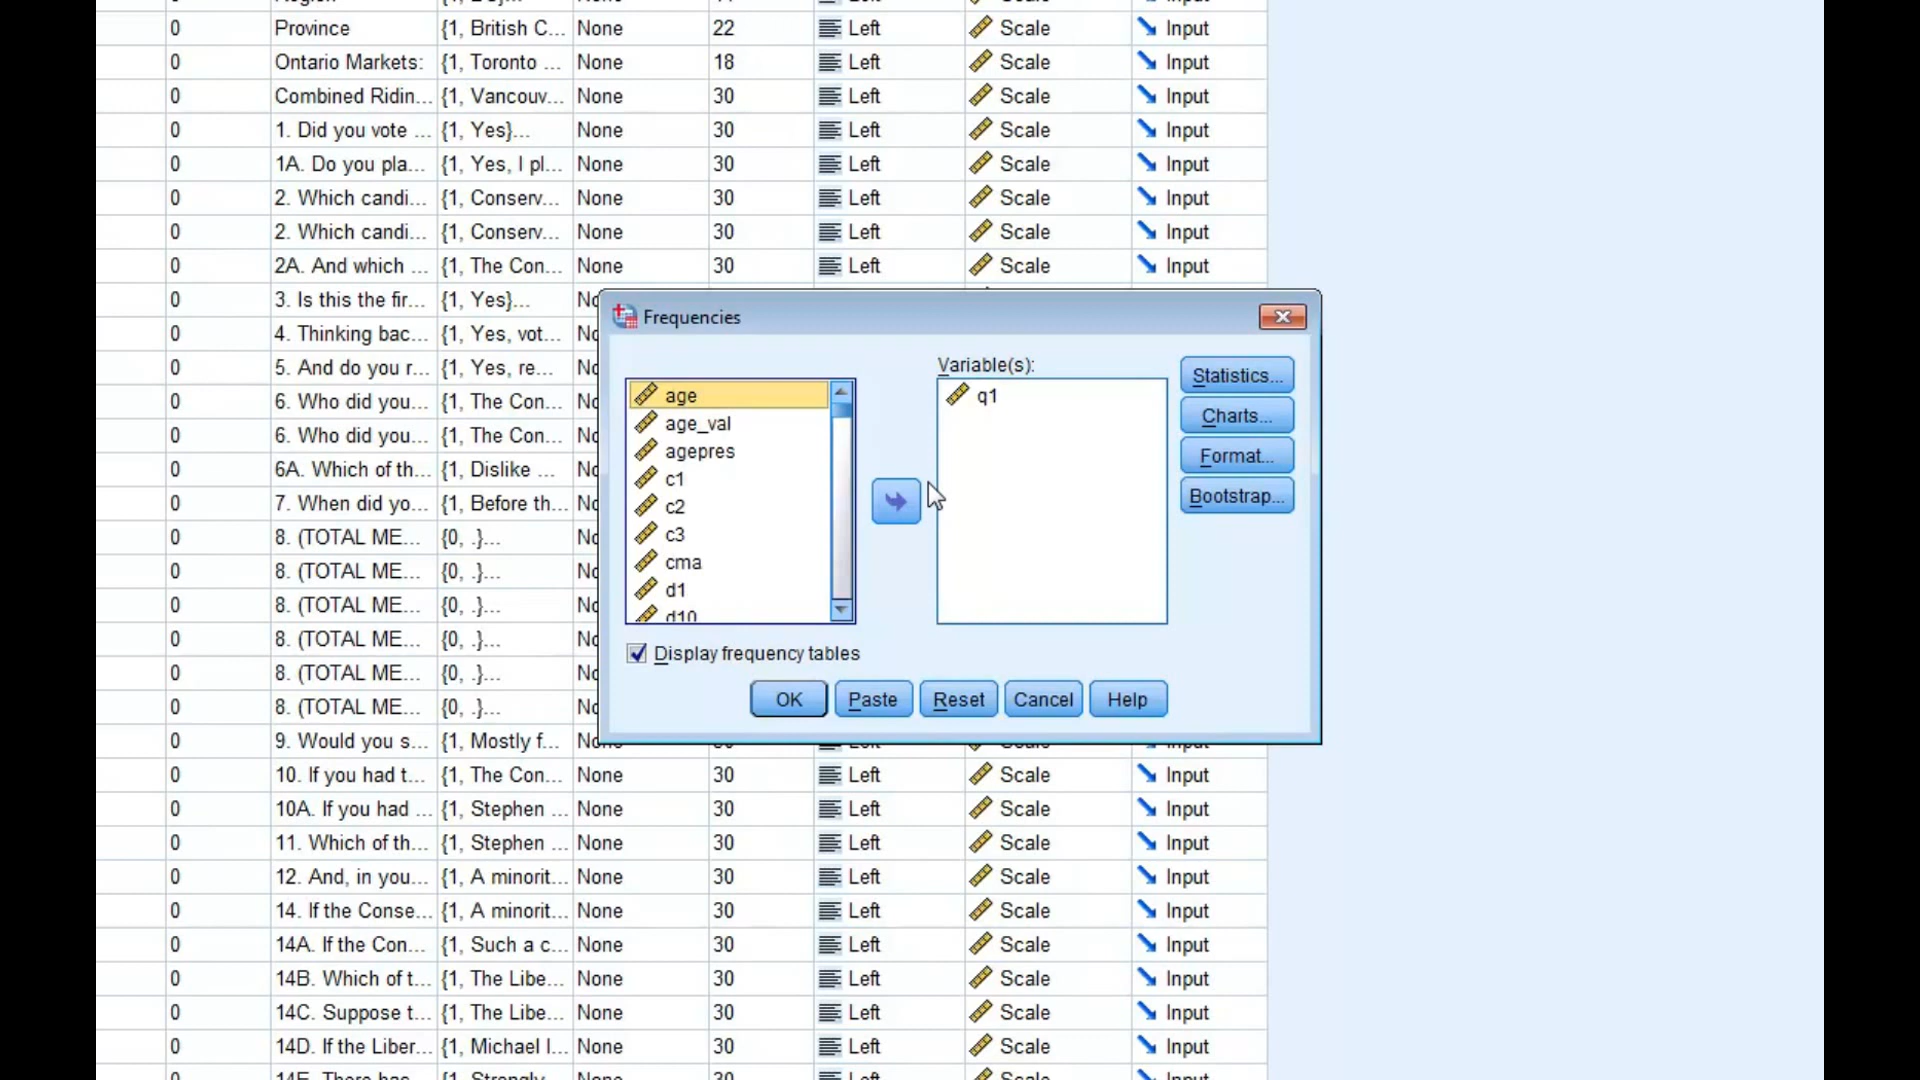 Region
0 Province {1, British C... None 22 Left Scale Input
0 Ontario Markets: {1, Toronto ... None 18 Left Scale Input
0 Combined Ridin... {1, Vancouv... None 30 Left Scale Input
0 1. Did you vote ... {1, Yes}... None 30 Left Scale Input
0 1A. Do you pla... {1, Yes, I pl... None 30 Left Scale Input
0 2. Which candi... {1, Conserv... None 30 Left Scale Input
0 2. Which candi... {1, Conserv... None 30 Left Scale Input
0 2A. And which ... {1, The Con... None 30 Left Scale Input
0 3. Is this the fir... {1, Yes}...
0 4. Thinking bac... {1, Yes, vot...
0 5. And do you r... {1, Yes, re...
0 6. Who did you... {1, The Con...
0 6. Who did you... {1, The Con...
0 6A. Which of th... {1, Dislike ...
0 7. When did yo... {1, Before th...
0 8. (TOTAL ME... {0, .}...
0 8. (TOTAL ME... {0, .}...
0 8. (TOTAL ME... {0, .}...
0 8. (TOTAL ME... {0, .}...
0 8. (TOTAL ME... {0, .}...
0 8. (TOTAL ME... {0, .}...
0 9. Would you s... {1, Mostly f...
0 10. If you had t... {1, The Con... None 30 Left Scale Input
0 10A. If you had ... {1, Stephen ... None 30 Left Scale Input
0 11. Which of th... {1, Stephen ... None 30 Left Scale Input
0 12. And, in you... {1, A minorit... None 30 Left Scale Input
0 14. If the Conse... {1, A minorit... None 30 Left Scale Input
0 14A. If the Con... {1, Such a c... None 30 Left Scale Input
0 14B. Which of t... {1, The Libe... None 30 Left Scale Input
0 14C. Suppose t... {1, The Libe... None 30 Left Scale Input
0 14D. If the Liber... {1, Michael I... None 30 Left Scale Input
Frequencies
Variable(s):
age
age_val
agepres
c1
c2
c3
cma
d1
d10
q1
Statistics...
Charts...
Format...
Bootstrap...
Display frequency tables
OK Paste Reset Cancel Help